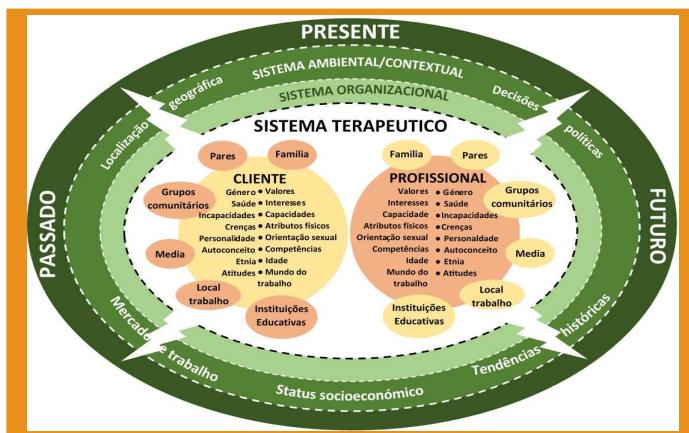 PRESENTE
SISTEMA AMBIENTAL/CONTEXTUAL
Localização geográfica
Decisões políticas
SISTEMA ORGANIZACIONAL
SISTEMA TERAPEUTICO
PASSADO
FUTURO
Pares
Familia
Grupos comunitários
Media
Local trabalho
Instituições Educativas
CLIENTE
Género • Valores
Saúde • Interesses
Incapacidades • Capacidades
Crenças • Atributos físicos
Personalidade • Orientação sexual
Autoconceito • Competências
Etnia • Idade
Atitudes • Mundo do
trabalho
Familia
Pares
Grupos comunitários
Media
Local trabalho
Instituições Educativas
PROFISSIONAL
Valores • Género
Interesses • Saúde
Capacidade • Incapacidades
Atributos físicos • Crenças
Orientação sexual • Personaldade
Competências • Autoconceito
Idade • Etnia
Mundo do • Atitudes
trabalho
Mercado e trabalho
Status socioeconómico
Tendências históricas